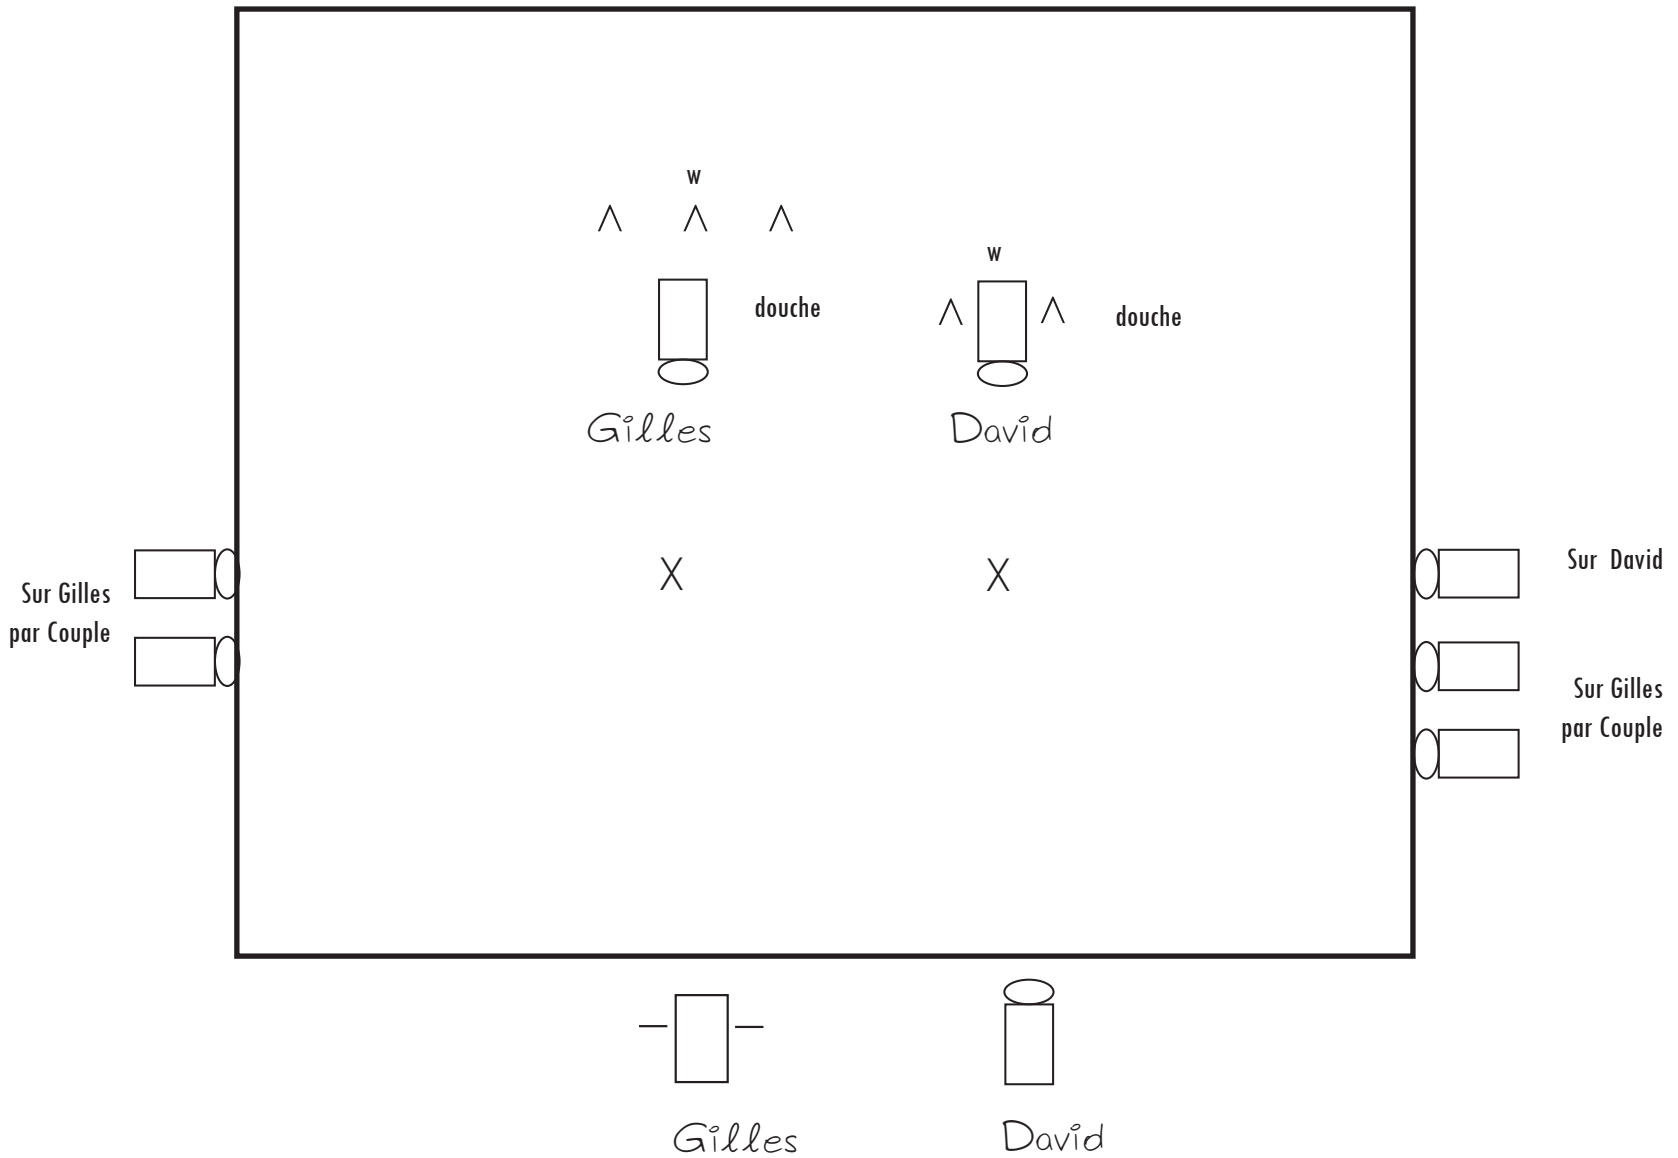 w
w
douche
douche
Gilles
David
X
X
Sur Gilles
par Couple
Sur David
Sur Gilles
par Couple
Gilles
David